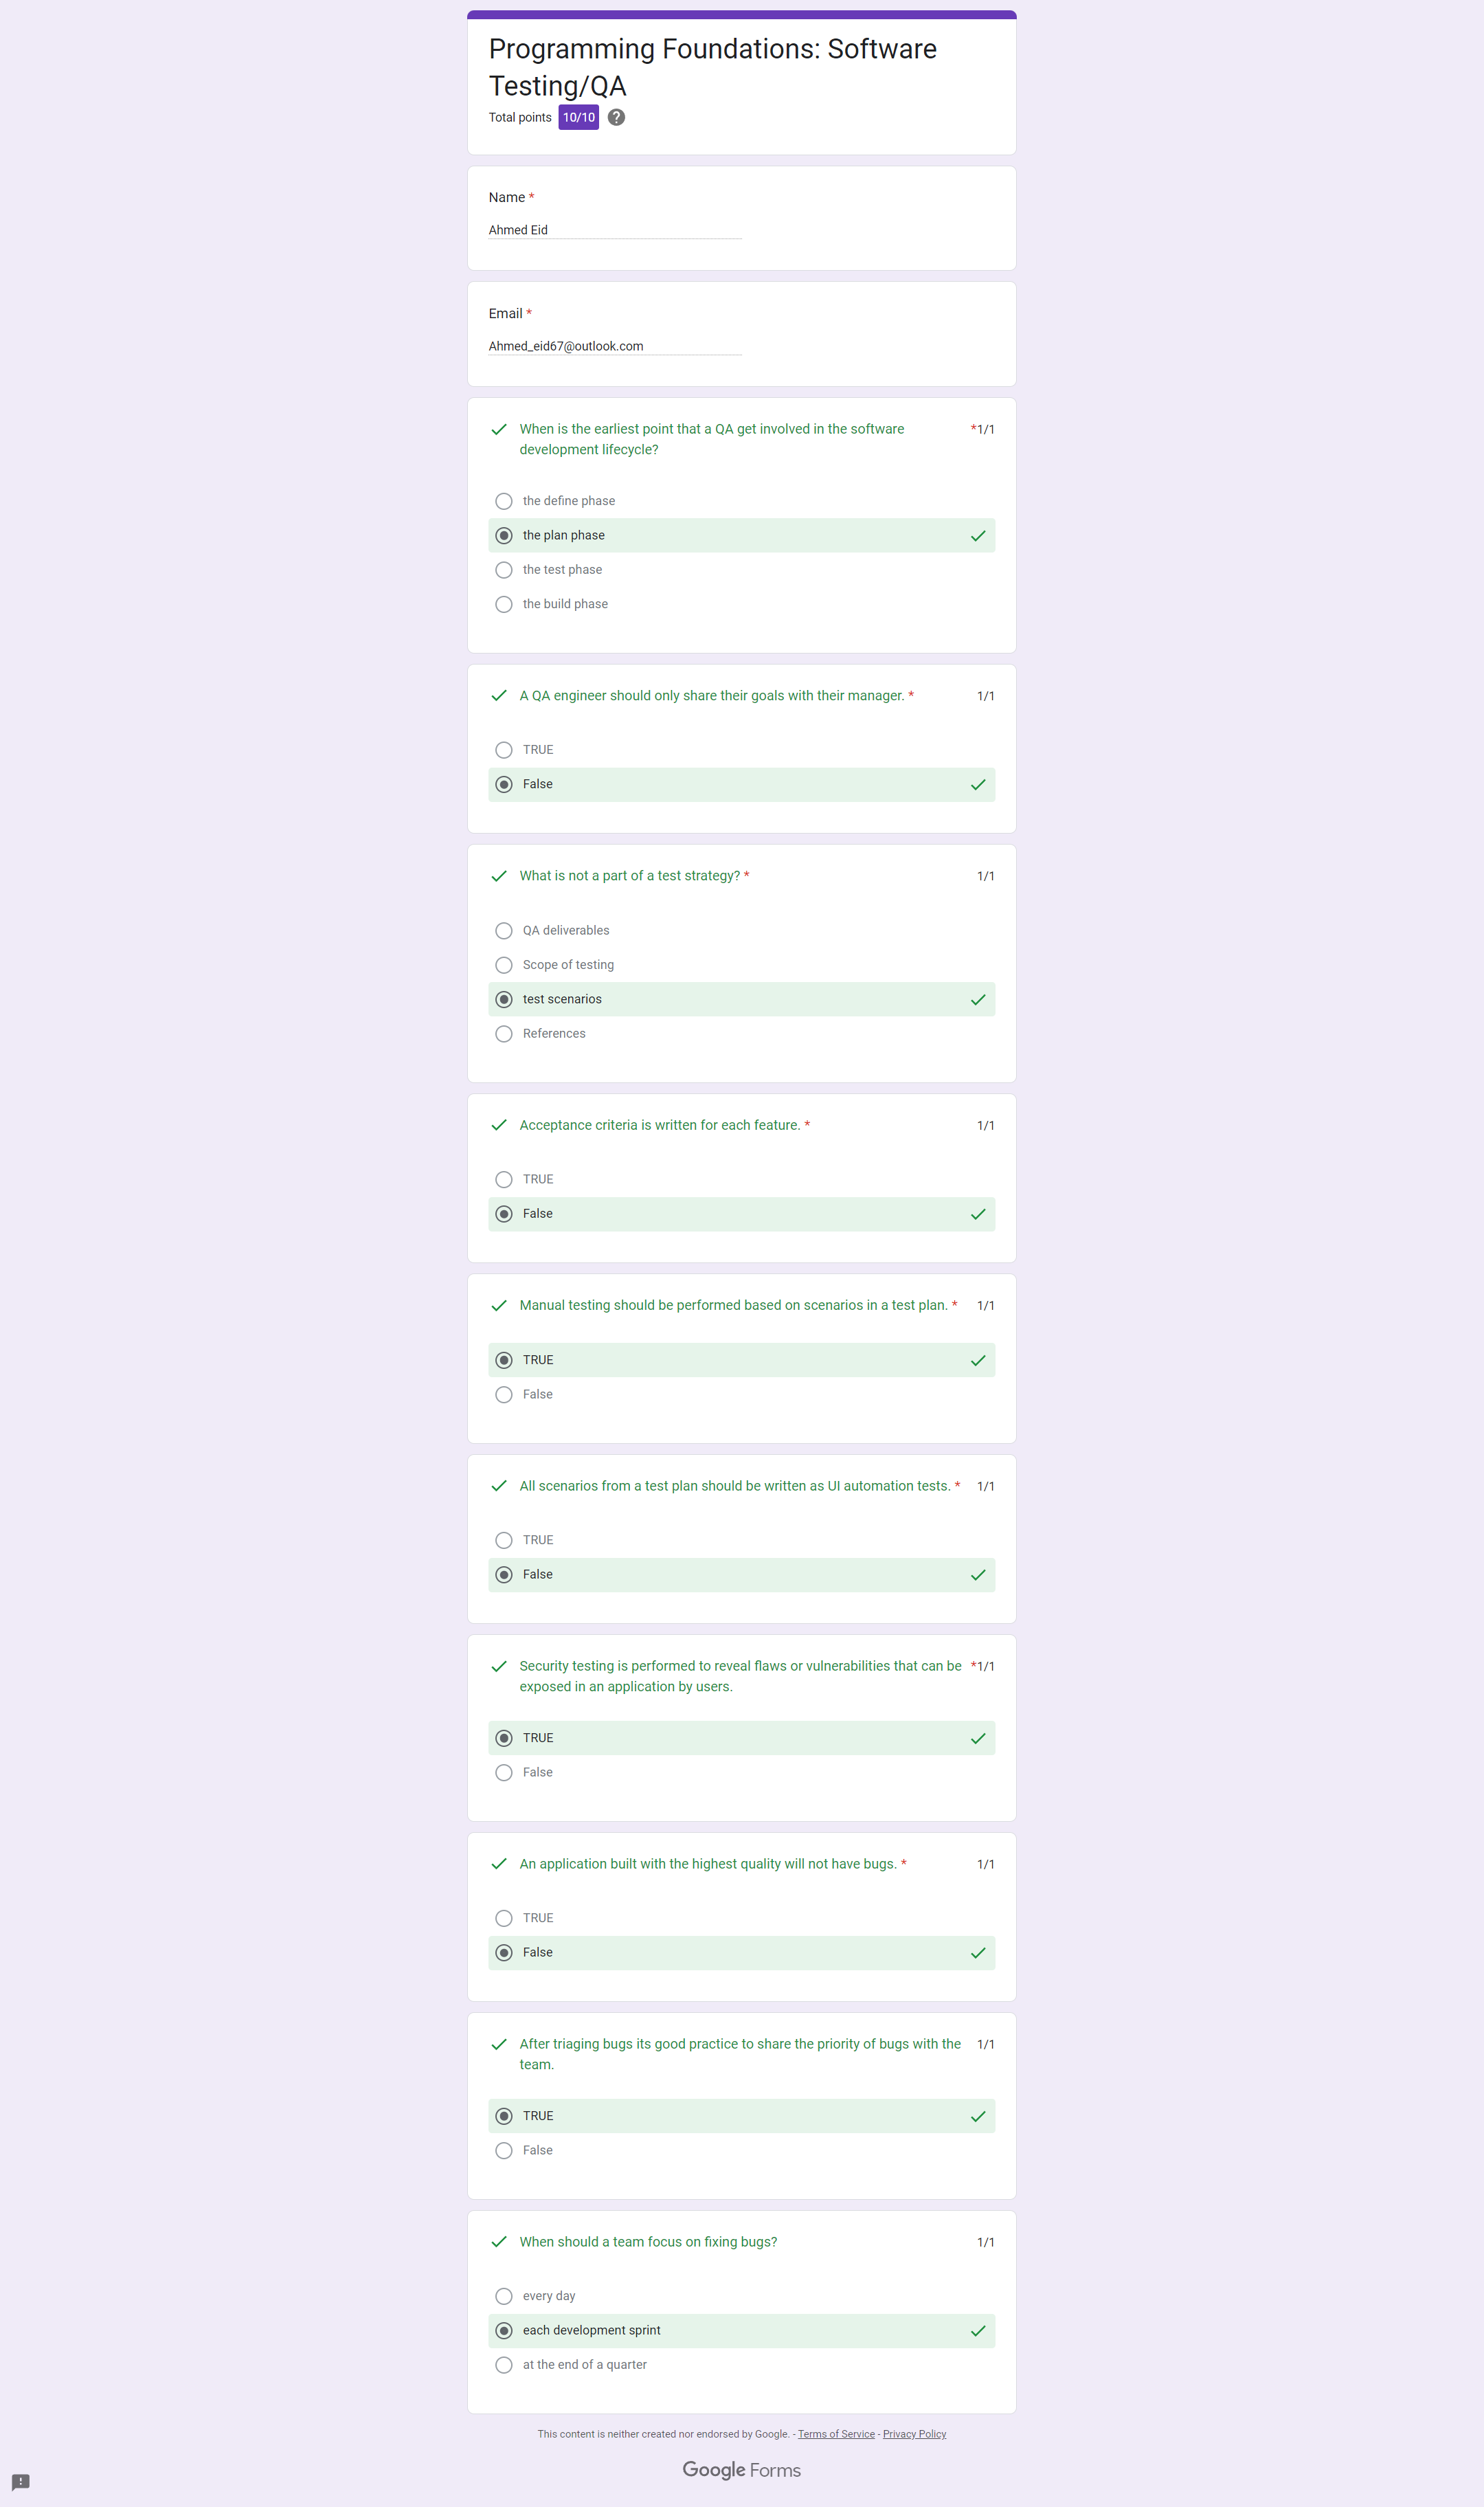 Programming Foundations: Software
Testing/QA
Total points 10/10 ?
Name *
Ahmed Eid
Email *
Ahmed_eid67@outlook.com
When is the earliest point that a QA get involved in the software *1/1
development lifecycle?
the define phase
the plan phase
the test phase
the build phase
A QA engineer should only share their goals with their manager. * 1/1
TRUE
False
What is not a part of a test strategy? * 1/1
QA deliverables
Scope of testing
test scenarios
References
Acceptance criteria is written for each feature. * 1/1
TRUE
False
Manual testing should be performed based on scenarios in a test plan. * 1/1
TRUE
False
All scenarios from a test plan should be written as UI automation tests. * 1/1
TRUE
False
Security testing is performed to reveal flaws or vulnerabilities that can be *1/1
exposed in an application by users.
TRUE
False
An application built with the highest quality will not have bugs. * 1/1
TRUE
False
After triaging bugs its good practice to share the priority of bugs with the 1/1
team.
TRUE
False
When should a team focus on fixing bugs? 1/1
every day
each development sprint
at the end of a quarter
This content is neither created nor endorsed by Google. - Terms of Service - Privacy Policy
Google Forms